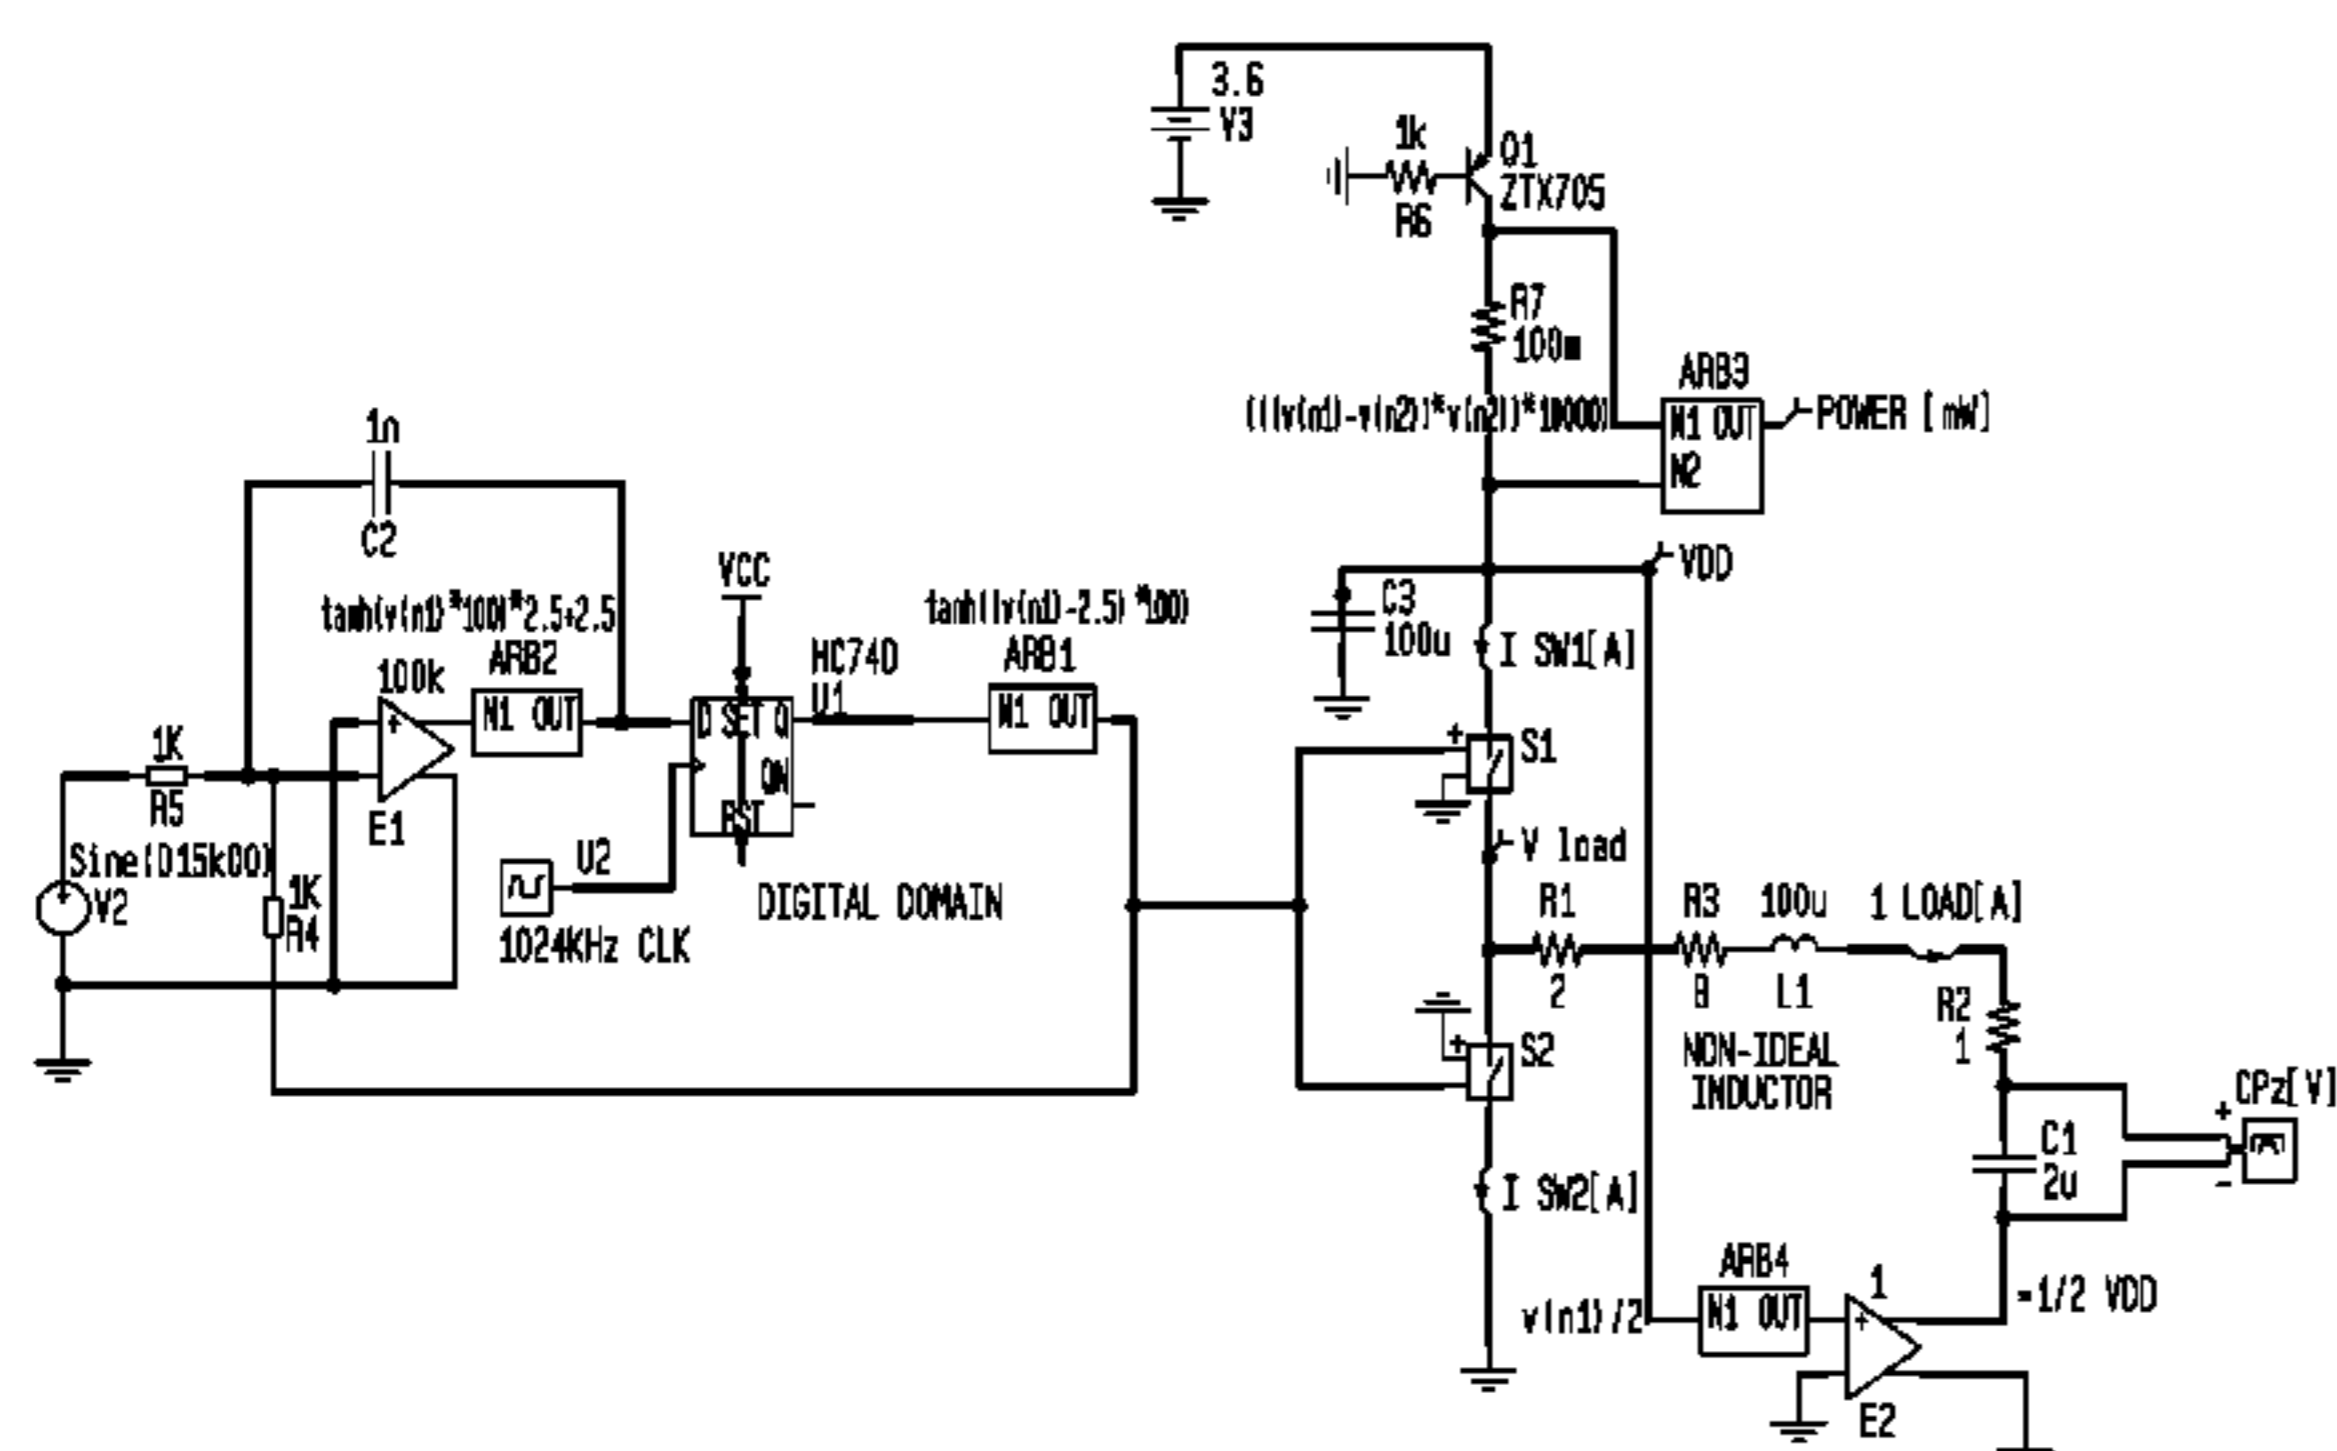 3.6
V3
1k
R6
Q1
ZTX705
R7
100m
ARB3
(((v(n1)-v(n2))*v(n2))*10000)
N1 OUT
N2
POWER [mW]
1n
C2
VCC
VDD
C3
100u
I SW1[A]
tanh(v(n1)*100)*2.5+2.5
ARB2
100k
N1 OUT
E1
HC74D
U1
D SET Q
QN
RST
tanh((v(n1)-2.5)*100)
ARB1
N1 OUT
S1
1K
R5
V load
Sine(0 15k 0 0)
V2
1K
R4
U2
1024KHz CLK
DIGITAL DOMAIN
R1
2
R3
8
100u
L1
1 LOAD[A]
NON-IDEAL
INDUCTOR
R2
1
S2
CPz[V]
C1
2u
I SW2[A]
v(n1)/2
ARB4
N1 OUT
1
E2
=1/2 VDD